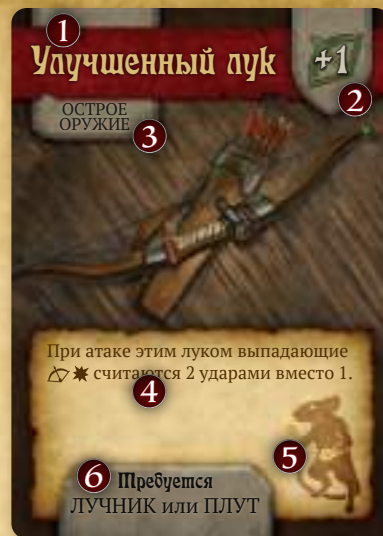 1
Улучшенный лук
+1
2
ОСТРОЕ
ОРУЖИЕ
3
При атаке этим луком выпадающие
считаются 2 ударами вместо 1.
4
5
6 Требуется
ЛУЧНИК или ПЛУТ